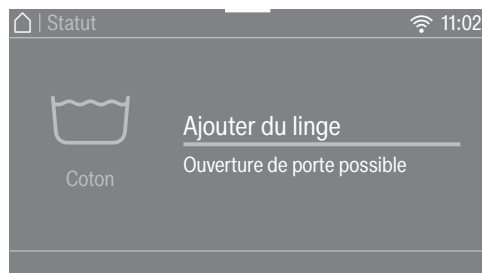 | Statut 11:02
Ajouter du linge
Coton
Ouverture de porte possible